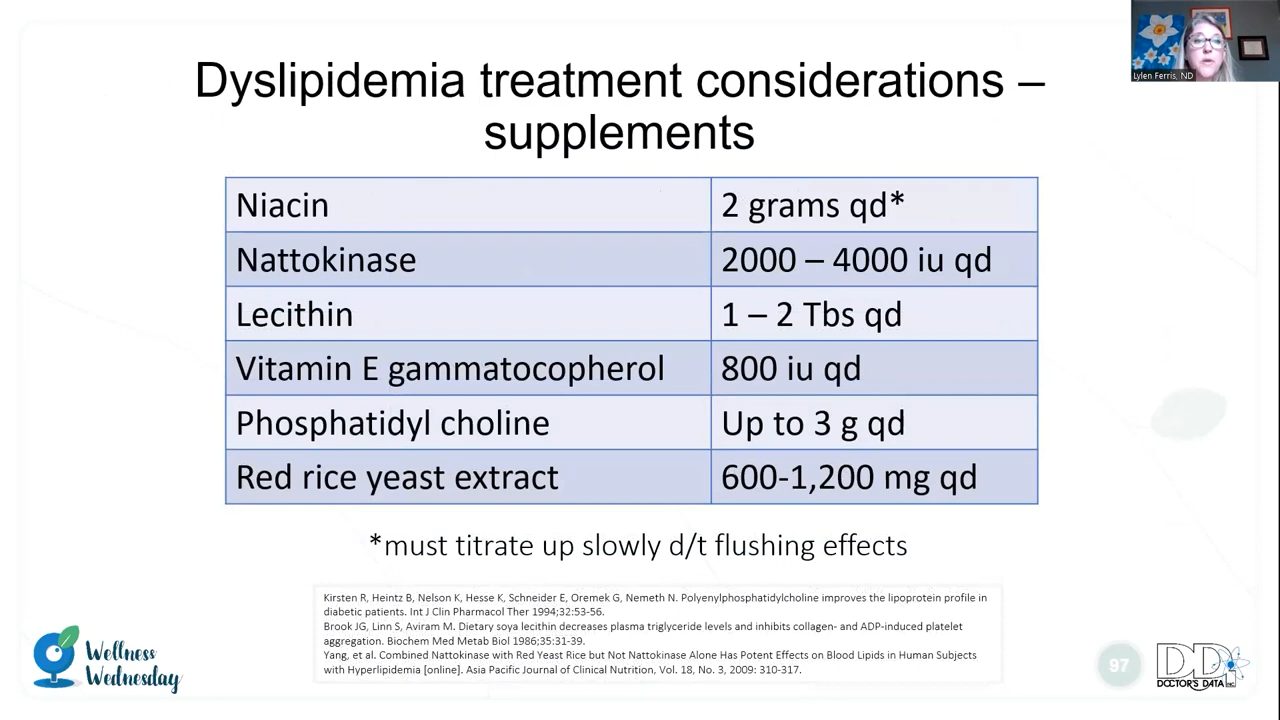 Lylen Ferris, ND
Dyslipidemia treatment considerations –
supplements
Niacin 2 grams qd*
Nattokinase 2000 – 4000 iu qd
Lecithin 1 – 2 Tbs qd
Vitamin E gammatocopherol 800 iu qd
Phosphatidyl choline Up to 3 g qd
Red rice yeast extract 600-1,200 mg qd
*must titrate up slowly d/t flushing effects
Kirsten R, Heintz B, Nelson K, Hesse K, Schneider E, Oremek G, Nemeth N. Polyenylphosphatidylcholine improves the lipoprotein profile in
diabetic patients. Int J Clin Pharmacol Ther 1994;32:53-56.
Brook JG, Linn S, Aviram M. Dietary soya lecithin decreases plasma triglyceride levels and inhibits collagen- and ADP-induced platelet
aggregation. Biochem Med Metab Biol 1986;35:31-39.
Yang, et al. Combined Nattokinase with Red Yeast Rice but Not Nattokinase Alone Has Potent Effects on Blood Lipids in Human Subjects
with Hyperlipidemia [online]. Asia Pacific Journal of Clinical Nutrition, Vol. 18, No. 3, 2009: 310-317.
Wellness
Wednesday
97
DD
DOCTOR'S DATA INC.